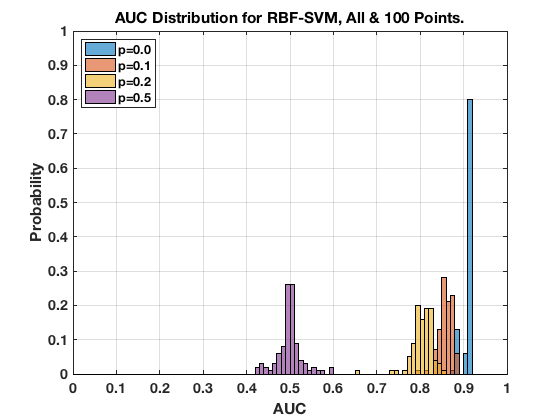 AUC Distribution for RBF-SVM, All & 100 Points.
1
0.9
0.8
0.7
0.6
0.5
0.4
0.3
0.2
0.1
0
Probability
p=0.0
p=0.1
p=0.2
p=0.5
0 0.1 0.2 0.3 0.4 0.5 0.6 0.7 0.8 0.9 1
AUC